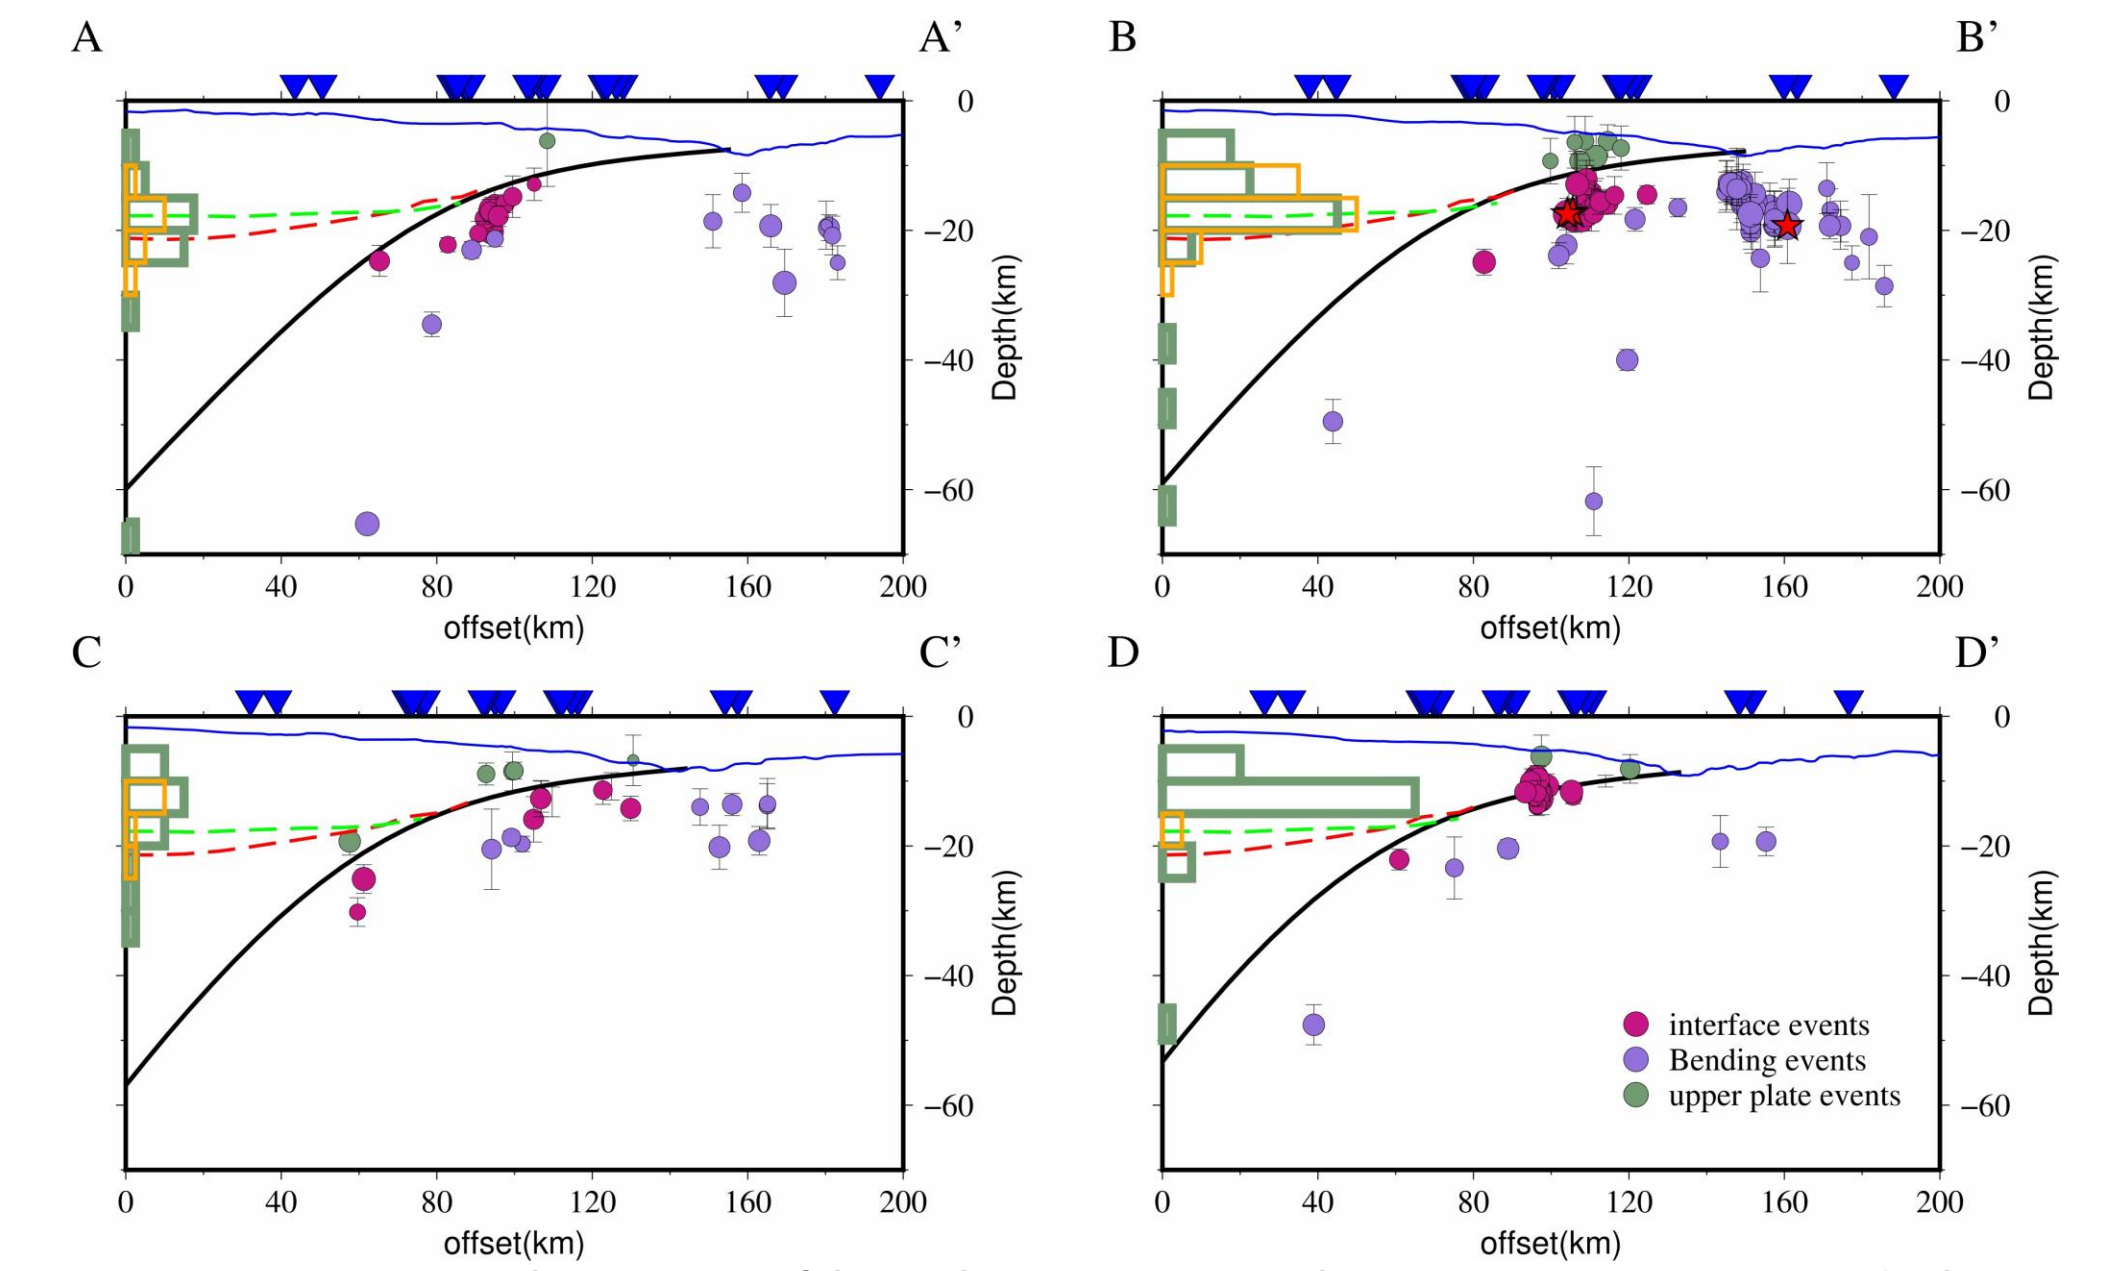 A A’ B B’
0 0
−20 −20
−40 −40
−60 −60
Depth(km) Depth(km)
0 40 80 120 160 200 0 40 80 120 160 200
offset(km) offset(km)
C C’ D D’
0 0
−20 −20
−40 −40
−60 −60
Depth(km) Depth(km)
interface events
Bending events
upper plate events
0 40 80 120 160 200 0 40 80 120 160 200
offset(km) offset(km)